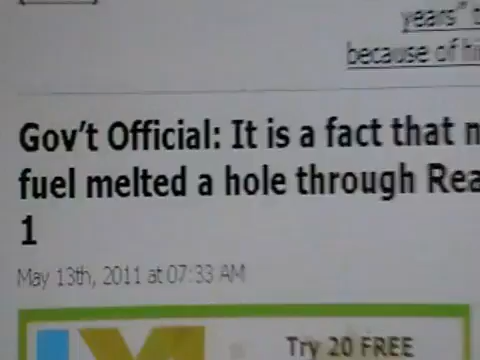 years"
because of
Gov't Official: It is a fact that
fuel melted a hole through
1
May 13th, 2011 at 07:33 AM
Try 20 FREE